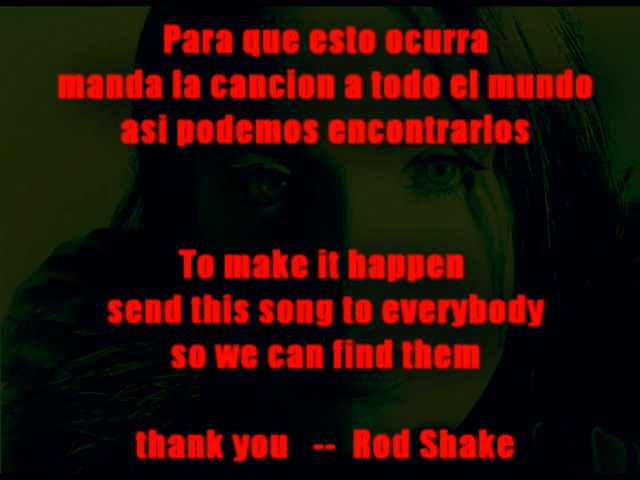 Para que esto ocurra
manda la cancion a todo el mundo
asi podemos encontrarlos
To make it happen
send this song to everybody
so we can find them
thank you -- Rod Shake